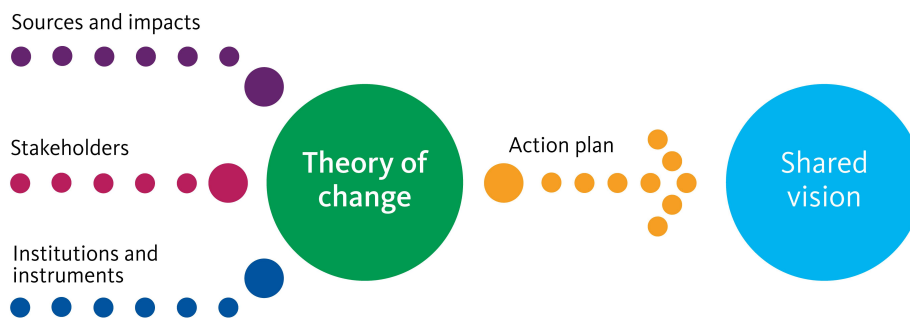 Sources and impacts
Stakeholders
Institutions and
instruments
Theory of
change
Action plan
Shared
vision